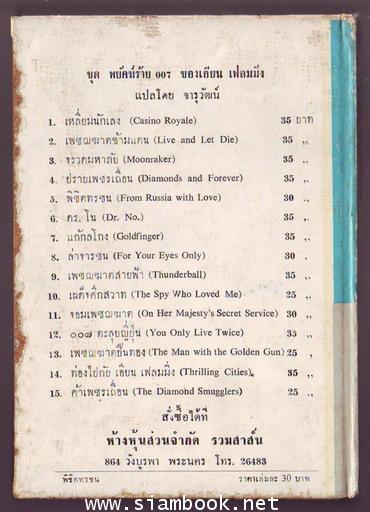 ชุด พยัคฆ์ร้าย 007 ของเอียน เฟลมมิ่ง
แปลโดย จารุวัฒน์
1. เหลี่ยมนักเลง (Casino Royale) 35 บาท
2. เพชฌฆาตข้ามแดน (Live and Let Die) 35 ,,
3. จรวดมหาภัย (Moonraker) 35 ,,
4. ปรายเพชรเถื่อน (Diamonds and Forever) 35 ,,
5. พิชิตทรชน (From Russia with Love) 30 .
6. ดร. โน (Dr. No.) 35 ,,
7. แก้กลโกง (Goldfinger) 35 ,,
8. ล่าจารชน (For Your Eyes Only) 30 .
9. เพชฌฆาตสายฟ้า (Thunderball) 35 ,,
10. เผด็จศึกสวาท (The Spy Who Loved Me) 25 ,,
11. จอมเพชฌฆาต (On Her Majesty's Secret Service) 30 ,,
12. ๐๐๗ ตะลุยญี่ปุ่น (You Only Live Twice) 35 ,,
13. เพชฌฆาตปืนทอง (The Man with the Golden Gun) 25 ,
14. ท่องไปกับ เอียน เฟลมมิ่ง (Thrilling Cities). 35 ,,
15. ค้าเพชรเถื่อน (The Diamond Smugglers) 25 ,,
สั่งซื้อได้ที่
ห้างหุ้นส่วนจำกัด รวมสาส์น
864 วังบูรพา พระนคร โทร. 26483
พิชิตทรชน ราคาเล่มละ 30 บาท
www.siambook.net